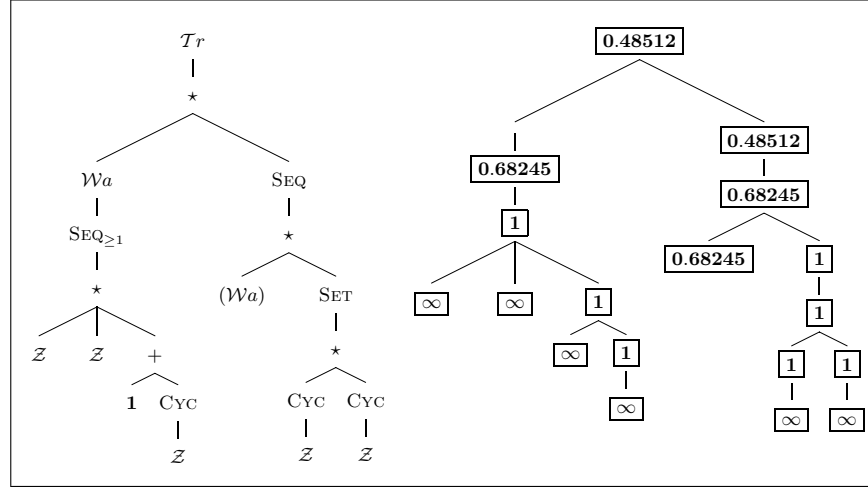 𝒯r
⋆
𝒲a
SEQ
SEQ≥1
⋆
⋆
(𝒲a)
SET
𝒵
𝒵
+
⋆
1
CYC
CYC
CYC
𝒵
𝒵
𝒵
0.48512
0.48512
0.68245
0.68245
1
0.68245
1
∞
∞
1
1
∞
1
1
1
∞
∞
∞